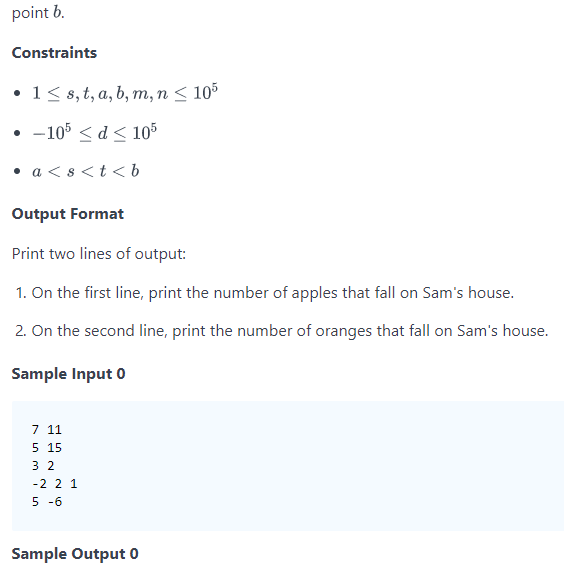 point b.
Constraints
• 1 ≤ s, t, a, b, m, n ≤ 10⁵
• −10⁵ ≤ d ≤ 10⁵
• a < s < t < b
Output Format
Print two lines of output:
1. On the first line, print the number of apples that fall on Sam's house.
2. On the second line, print the number of oranges that fall on Sam's house.
Sample Input 0
7 11
5 15
3 2
-2 2 1
5 -6
Sample Output 0